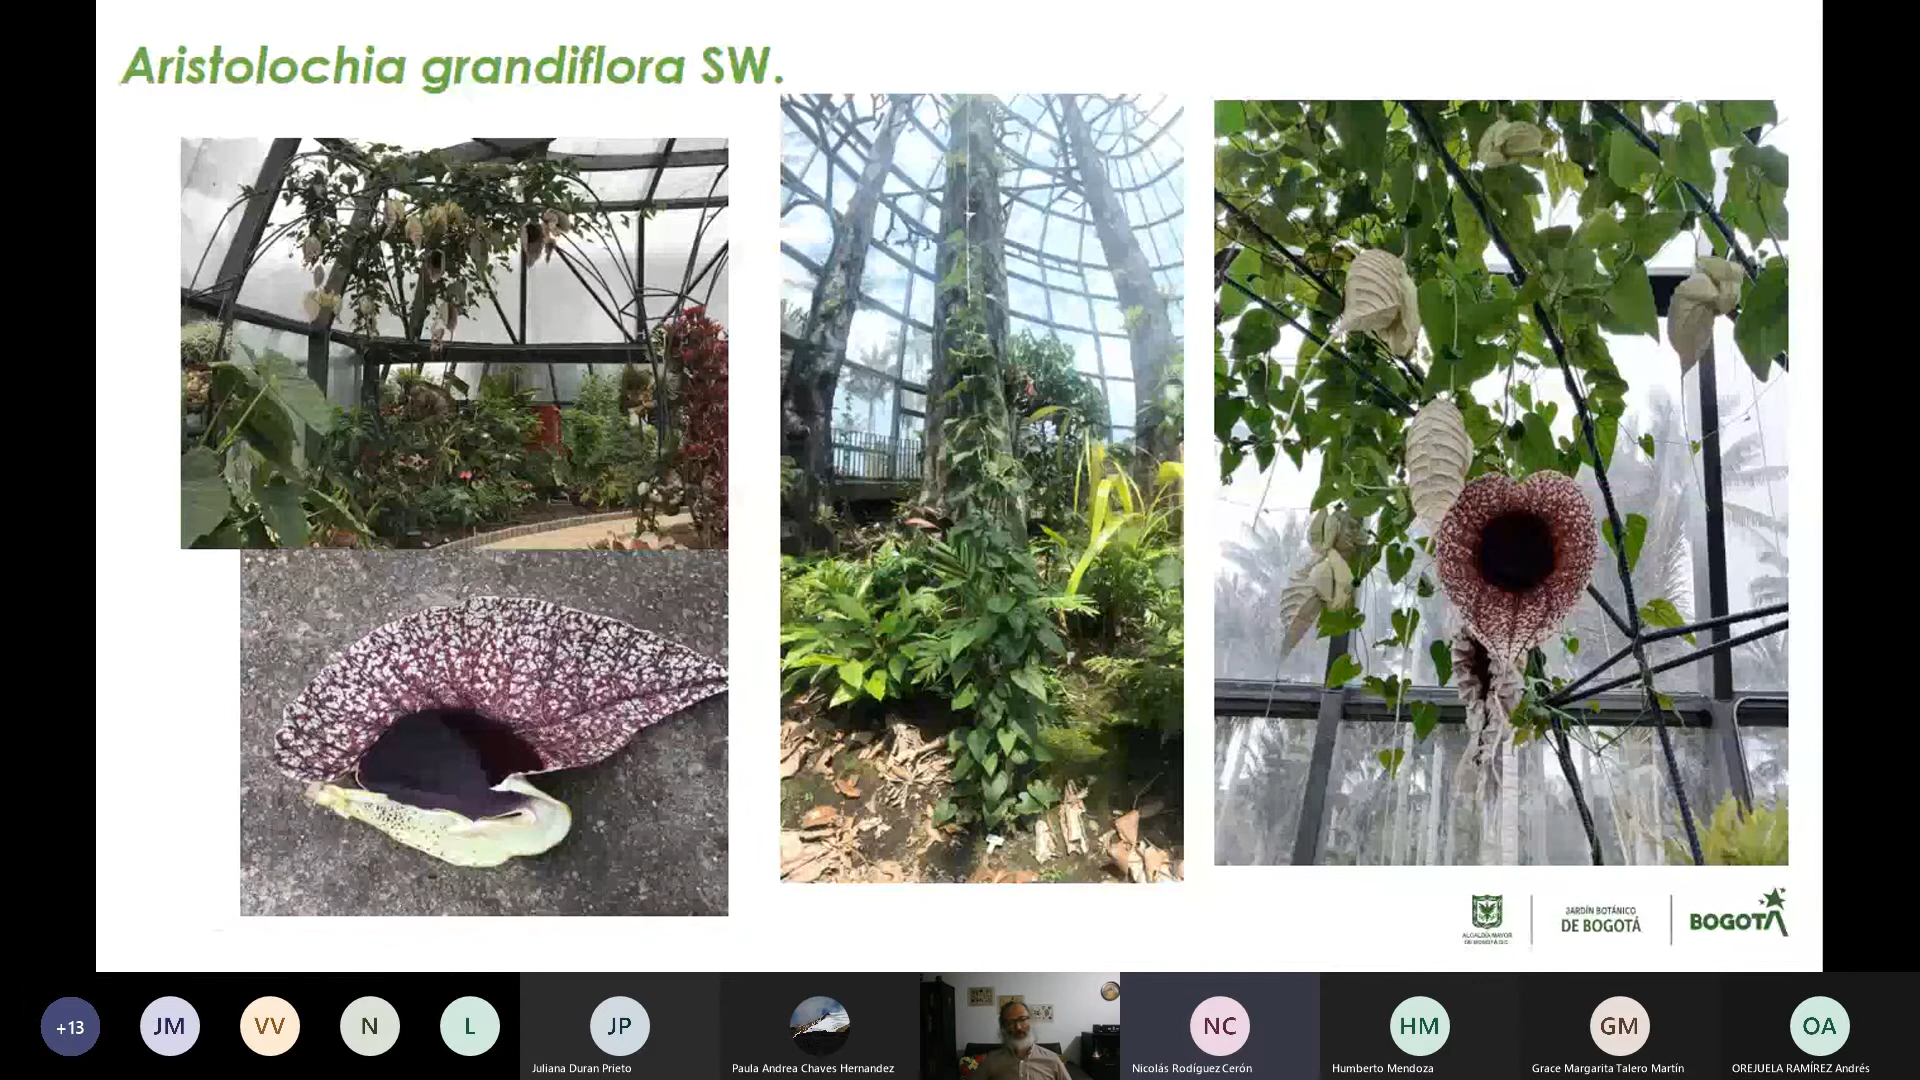 Aristolochia grandiflora SW.
ALCALDÍA MAYOR
DE BOGOTÁ D.C.
JARDÍN BOTÁNICO
DE BOGOTÁ
BOGOTÁ
+13
JM
VV
N
L
JP
Juliana Duran Prieto
Paula Andrea Chaves Hernandez
NC
Nicolás Rodíguez Cerón
HM
Humberto Mendoza
GM
Grace Margarita Talero Martín
OA
OREJUELA RAMÍREZ Andrés